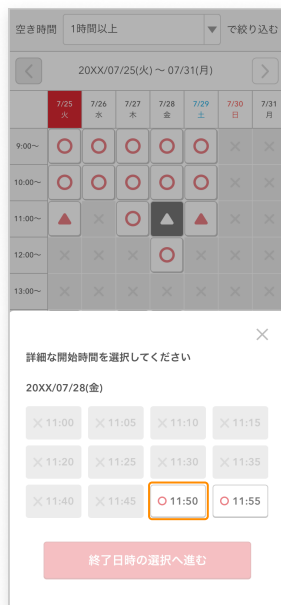 空き時間 1時間以上 で絞り込む
20XX/07/25(火) ～ 07/31(月)
7/25 7/26 7/27 7/28 7/29 7/30 7/31
火 水 木 金 土 日 月
9:00～
10:00～
11:00～
12:00～
13:00～
詳細な開始時間を選択してください
20XX/07/28(金)
11:00 11:05 11:10 11:15
11:20 11:25 11:30 11:35
11:40 11:45 11:50 11:55
終了日時の選択へ進む